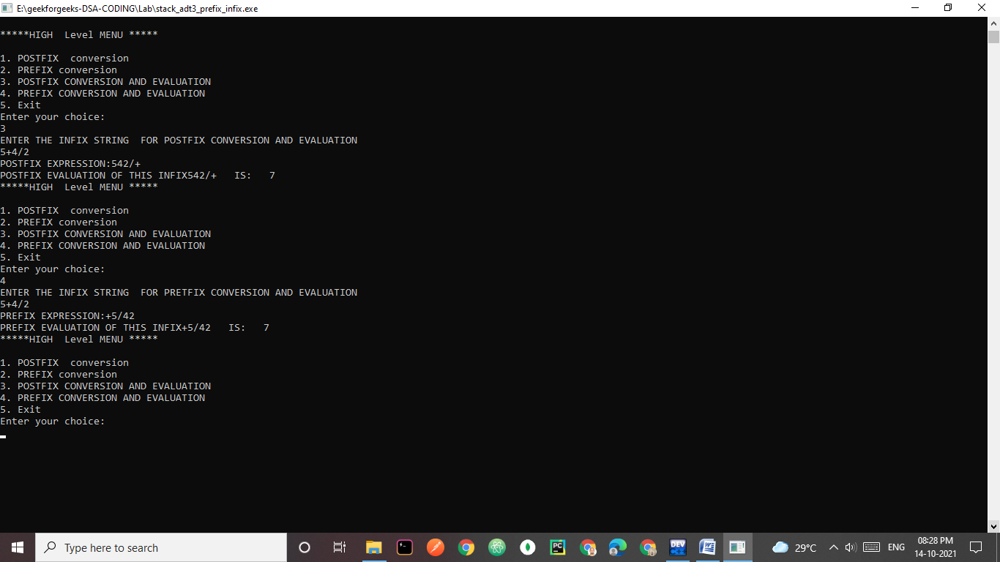 E:\geekforgeeks-DSA-CODING\Lab\stack_adt3_prefix_infix.exe
*****HIGH  Level MENU *****
1. POSTFIX  conversion
2. PREFIX conversion
3. POSTFIX CONVERSION AND EVALUATION
4. PREFIX CONVERSION AND EVALUATION
5. Exit
Enter your choice:
3
ENTER THE INFIX STRING  FOR POSTFIX CONVERSION AND EVALUATION
5+4/2
POSTFIX EXPRESSION:542/+
POSTFIX EVALUATION OF THIS INFIX542/+   IS:   7
*****HIGH  Level MENU *****
1. POSTFIX  conversion
2. PREFIX conversion
3. POSTFIX CONVERSION AND EVALUATION
4. PREFIX CONVERSION AND EVALUATION
5. Exit
Enter your choice:
4
ENTER THE INFIX STRING  FOR PRETFIX CONVERSION AND EVALUATION
5+4/2
PREFIX EXPRESSION:+5/42
PREFIX EVALUATION OF THIS INFIX+5/42   IS:   7
*****HIGH  Level MENU *****
1. POSTFIX  conversion
2. PREFIX conversion
3. POSTFIX CONVERSION AND EVALUATION
4. PREFIX CONVERSION AND EVALUATION
5. Exit
Enter your choice:
Type here to search
PC
DEV
W
29°C
ENG
08:28 PM
14-10-2021